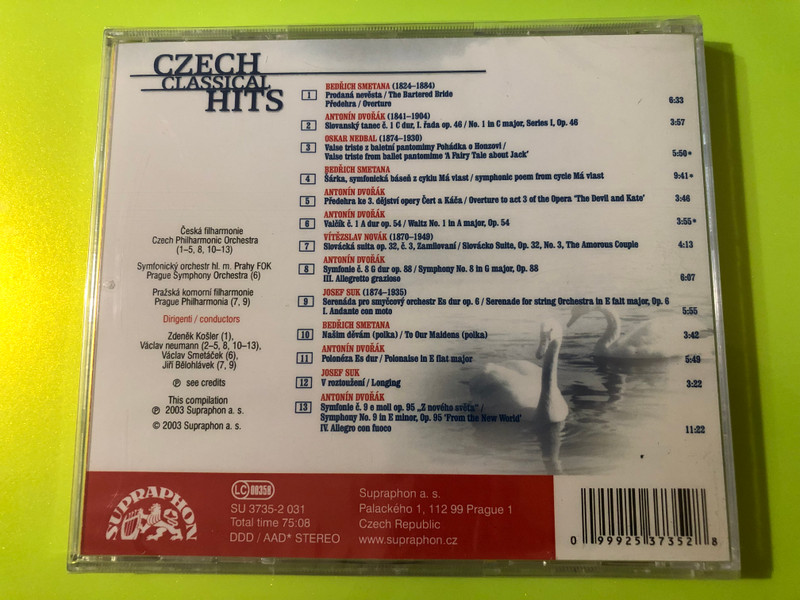 CZECH
CLASSICAL
HITS
1 BEDŘICH SMETANA (1824–1884)
Prodaná nevěsta / The Bartered Bride
Předehra / Overture 6:33
2 ANTONÍN DVOŘÁK (1841–1904)
Slovanský tanec č. 1 C dur, I. řada op. 46 / No. 1 in C major, Series I, Op. 46 3:57
3 OSKAR NEDBAL (1874–1930)
Valse triste z baletní pantomimy Pohádka o Honzovi /
Valse triste from ballet pantomime 'A Fairy Tale about Jack' 5:50*
4 BEDŘICH SMETANA
Šárka, symfonická báseň z cyklu Má vlast / symphonic poem from cycle Má vlast 9:41*
5 ANTONÍN DVOŘÁK
Předehra ke 3. dějství opery Čert a Káča / Overture to act 3 of the Opera 'The Devil and Kate' 3:46
6 ANTONÍN DVOŘÁK
Valčík č. 1 A dur op. 54 / Waltz No. 1 in A major, Op. 54 3:55*
7 VÍTĚZSLAV NOVÁK (1870–1949)
Slovácká suita op. 32, č. 3, Zamilovaní / Slovácko Suite, Op. 32, No. 3, The Amorous Couple 4:13
8 ANTONÍN DVOŘÁK
Symfonie č. 8 G dur op. 88 / Symphony No. 8 in G major, Op. 88
III. Allegretto grazioso 6:07
9 JOSEF SUK (1874–1935)
Serenáda pro smyčcový orchestr Es dur op. 6 / Serenade for string Orchestra in E falt major, Op. 6
I. Andante con moto 5:55
10 BEDŘICH SMETANA
Našim děvám (polka) / To Our Maidens (polka) 3:42
11 ANTONÍN DVOŘÁK
Polonéza Es dur / Polonaise in E flat major 5:49
12 JOSEF SUK
V roztoužení / Longing 3:22
13 ANTONÍN DVOŘÁK
Symfonie č. 9 e moll op. 95 „Z nového světa" /
Symphony No. 9 in E minor, Op. 95 'From the New World'
IV. Allegro con fuoco 11:22
Česká filharmonie
Czech Philharmonic Orchestra
(1–5, 8, 10–13)
Symfonický orchestr hl. m. Prahy FOK
Prague Symphony Orchestra (6)
Pražská komorní filharmonie
Prague Philharmonia (7, 9)
Dirigenti / conductors
Zdeněk Košler (1),
Václav neumann (2–5, 8, 10–13),
Václav Smetáček (6),
Jiří Bělohlávek (7, 9)
℗ see credits
This compilation
℗ 2003 Supraphon a. s.
© 2003 Supraphon a. s.
SUPRAPHON
LC 00358
SU 3735-2 031
Total time 75:08
DDD / AAD* STEREO
Supraphon a. s.
Palackého 1, 112 99 Prague 1
Czech Republic
www.supraphon.cz
0 99925 37352 8